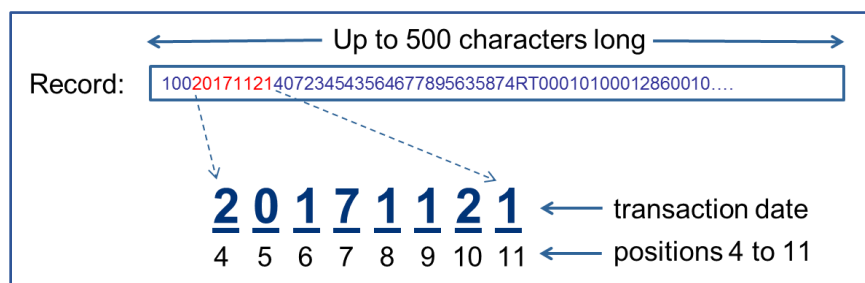 Up to 500 characters long
Record: 10020171121407234543564677895635874RT00010100012860010....
2 0 1 7 1 1 2 1 transaction date
4 5 6 7 8 9 10 11 positions 4 to 11